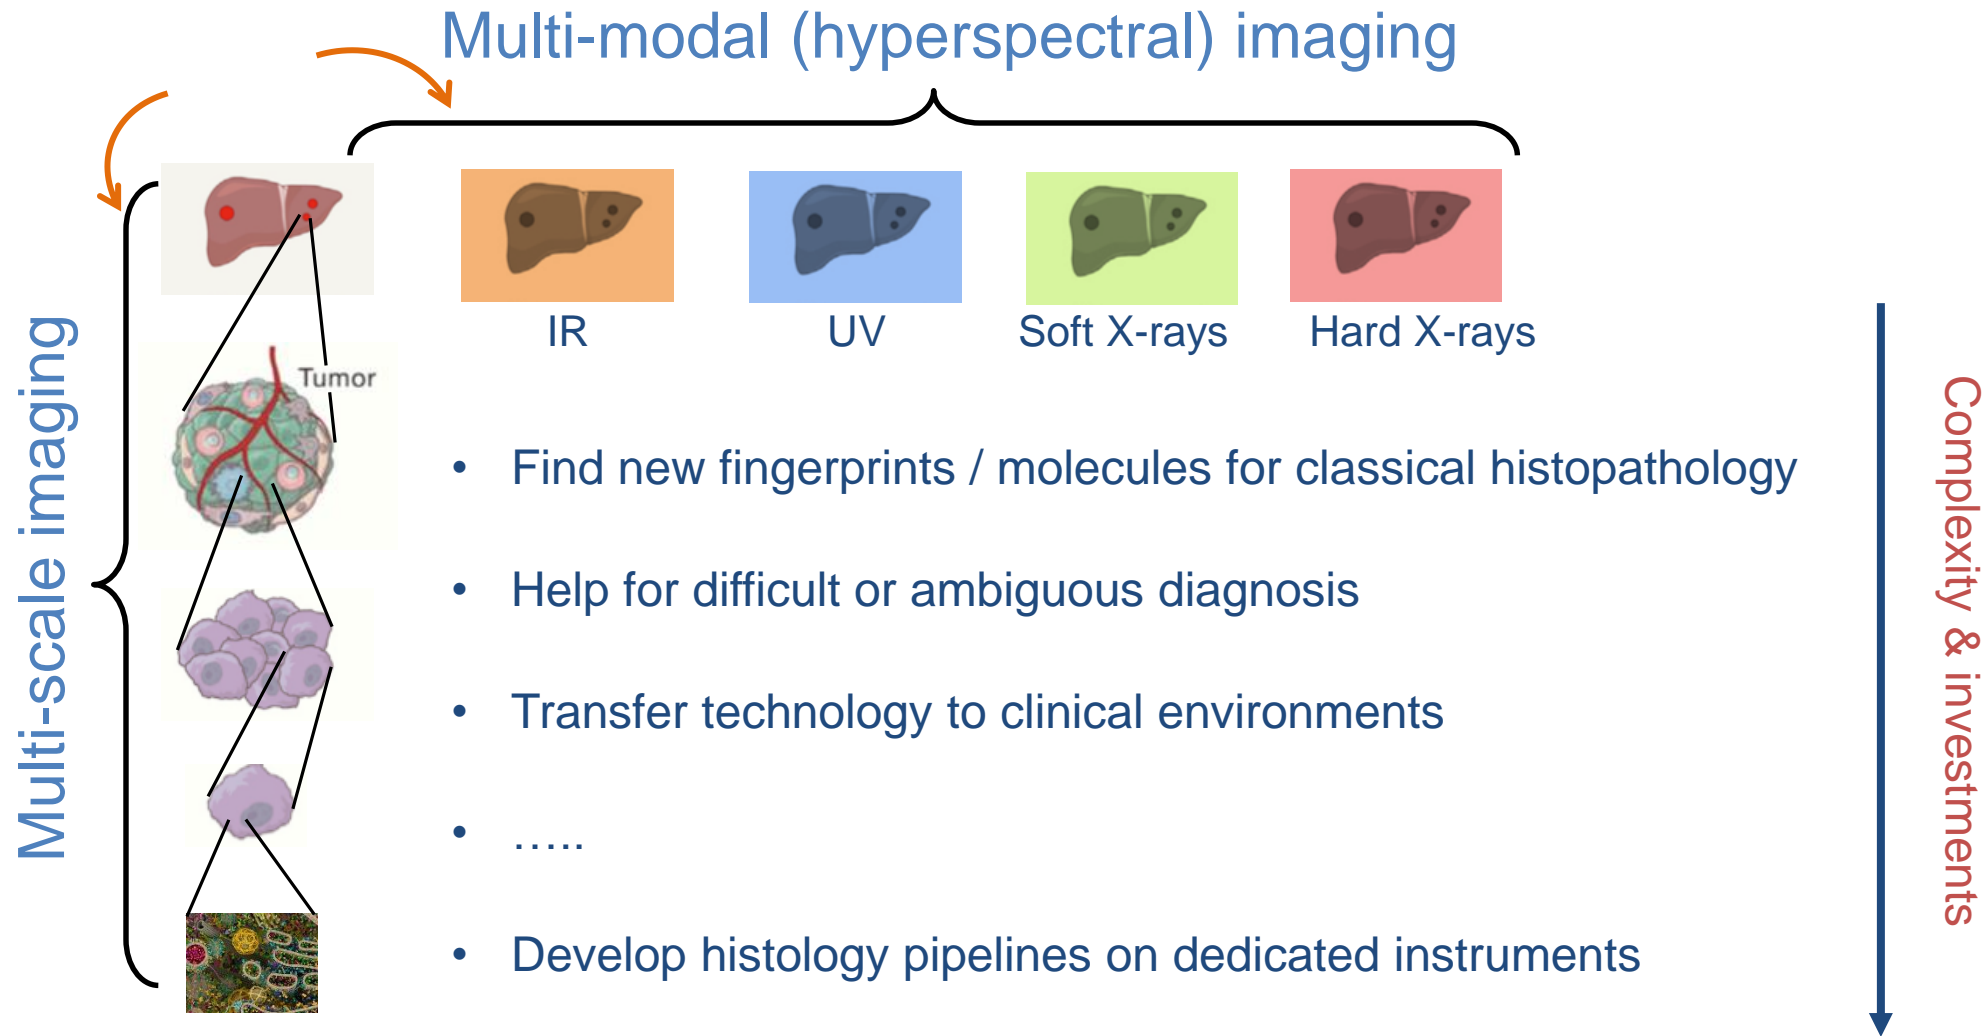 Multi-modal (hyperspectral) imaging
Multi-scale imaging
IR
UV
Soft X-rays
Hard X-rays
Tumor
• Find new fingerprints / molecules for classical histopathology
• Help for difficult or ambiguous diagnosis
• Transfer technology to clinical environments
• …..
• Develop histology pipelines on dedicated instruments
Complexity & investments